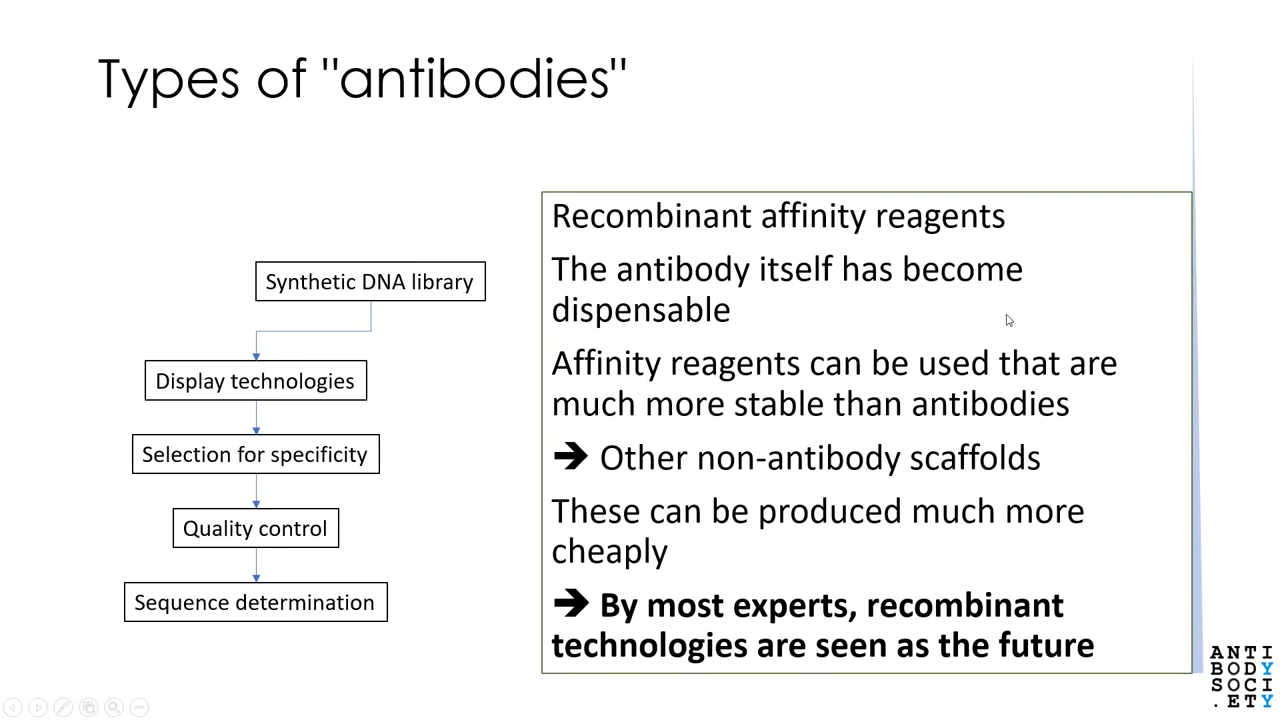 Types of "antibodies"
Synthetic DNA library
Display technologies
Selection for specificity
Quality control
Sequence determination
Recombinant affinity reagents
The antibody itself has become
dispensable
Affinity reagents can be used that are
much more stable than antibodies
➔ Other non-antibody scaffolds
These can be produced much more
cheaply
➔ By most experts, recombinant
technologies are seen as the future
ANTI
BODY
SOCI
.ETY